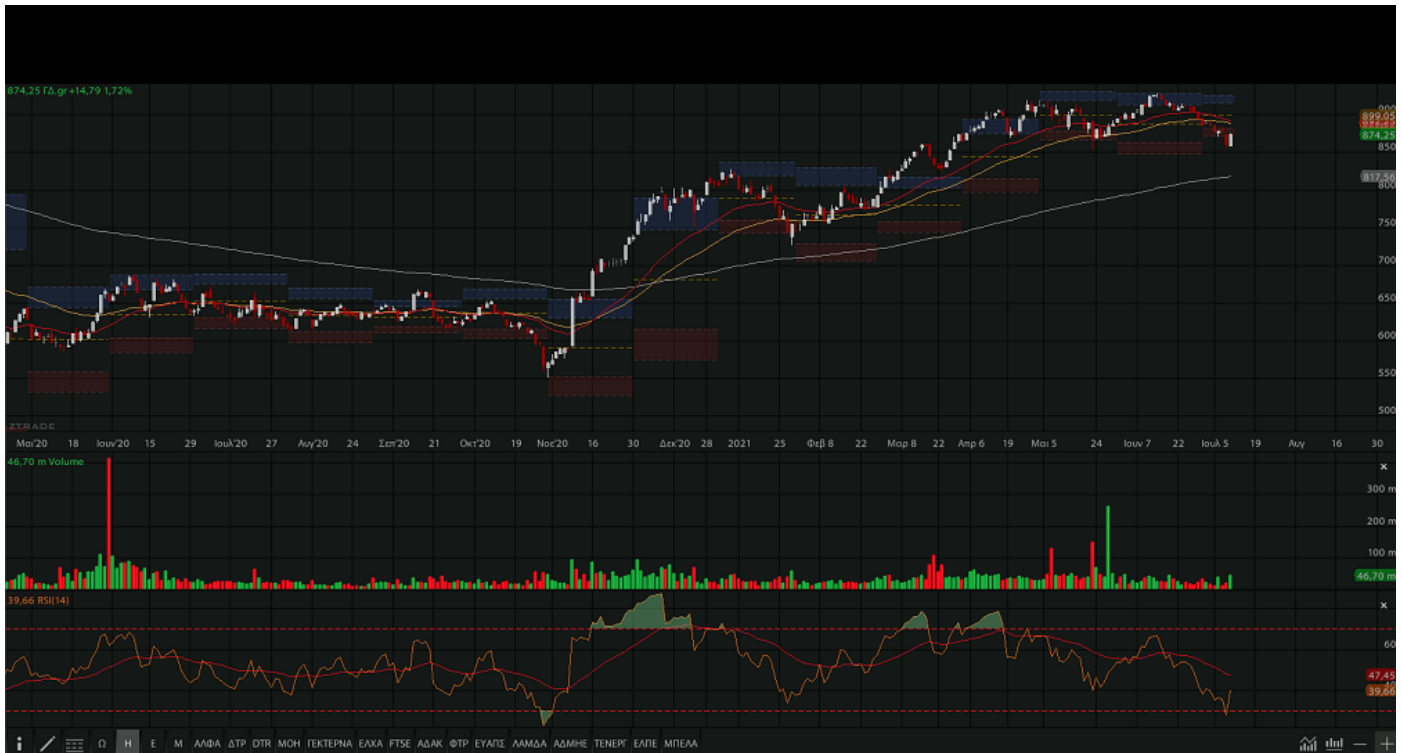 874,25 ΓΔ.gr+14,79 1,72%
900
899,05
874,25
850
817,56
800
750
700
650
600
550
500
ZTRADE
Μαι'20 18 Ιουν'20 15 29 Ιουλ'20 27 Αυγ'20 24 Σεπ'20 21 Οκτ'20 19 Νοε'20 16 30 Δεκ'20 28 2021 25 Φεβ 8 22 Μαρ 8 22 Απρ 6 19 Μαι 5 24 Ιουν 7 22 Ιουλ 5 19 Αυγ 16 30
46,70 m Volume
300 m
200 m
100 m
46,70 m
39,66 RSI(14)
60
47,45
39,66
Ω Η Ε Μ ΑΛΦΑ ΔΤΡ DTR ΜΟΗ ΓΕΚΤΕΡΝΑ ΕΛΧΑ FTSE ΑΔΑΚ ΦΤΡ ΕΥΑΠΣ ΛΑΜΔΑ ΑΔΜΗΕ ΤΕΝΕΡΓ ΕΛΠΕ ΜΠΕΛΑ